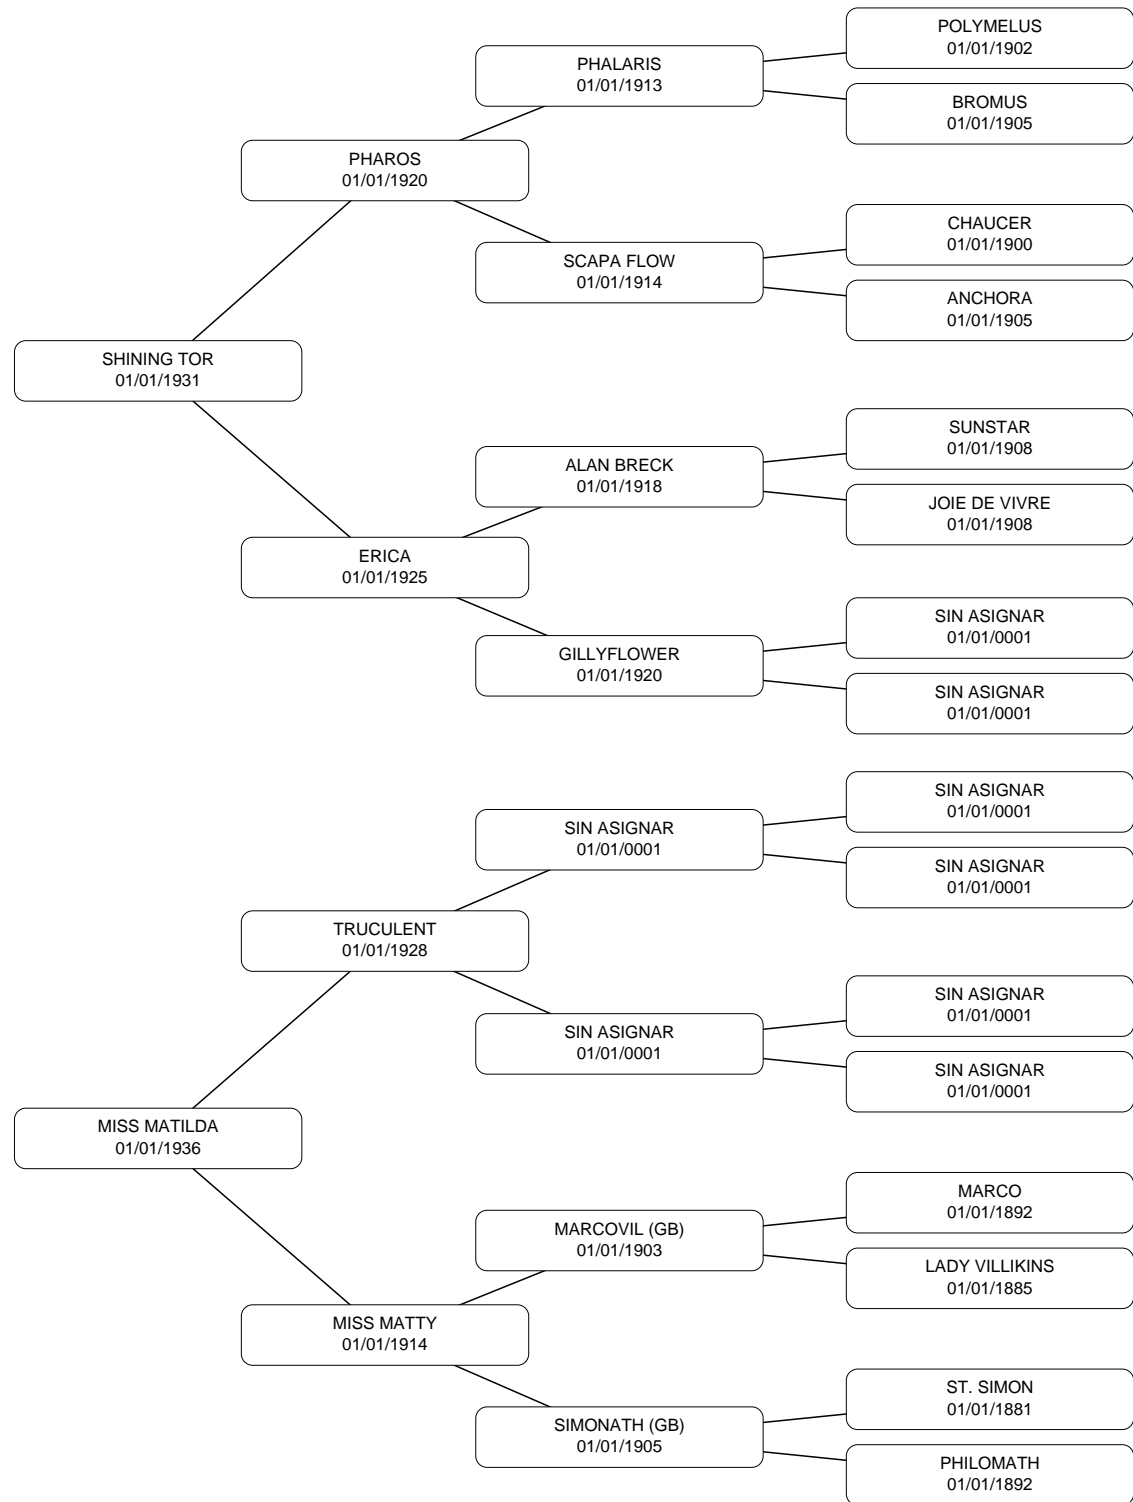 POLYMELUS
01/01/1902
PHALARIS
01/01/1913
BROMUS
01/01/1905
PHAROS
01/01/1920
CHAUCER
01/01/1900
SCAPA FLOW
01/01/1914
ANCHORA
01/01/1905
SHINING TOR
01/01/1931
SUNSTAR
01/01/1908
ALAN BRECK
01/01/1918
JOIE DE VIVRE
01/01/1908
ERICA
01/01/1925
SIN ASIGNAR
01/01/0001
GILLYFLOWER
01/01/1920
SIN ASIGNAR
01/01/0001
SIN ASIGNAR
01/01/0001
SIN ASIGNAR
01/01/0001
SIN ASIGNAR
01/01/0001
TRUCULENT
01/01/1928
SIN ASIGNAR
01/01/0001
SIN ASIGNAR
01/01/0001
SIN ASIGNAR
01/01/0001
MISS MATILDA
01/01/1936
MARCO
01/01/1892
MARCOVIL (GB)
01/01/1903
LADY VILLIKINS
01/01/1885
MISS MATTY
01/01/1914
ST. SIMON
01/01/1881
SIMONATH (GB)
01/01/1905
PHILOMATH
01/01/1892